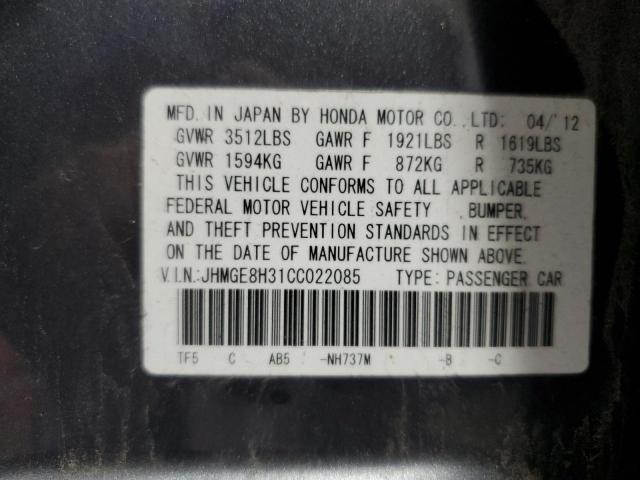 MFD. IN JAPAN BY HONDA MOTOR CO.,LTD: 04/'12
GVWR 3512LBS GAWR F 1921LBS R 1619LBS
GVWR 1594KG GAWR F 872KG R 735KG
THIS VEHICLE CONFORMS TO ALL APPLICABLE
FEDERAL MOTOR VEHICLE SAFETY ,BUMPER,
AND THEFT PREVENTION STANDARDS IN EFFECT
ON THE DATE OF MANUFACTURE SHOWN ABOVE.
V.I.N.:JHMGE8H31CC022085 TYPE: PASSENGER CAR
TF5 C AB5 -NH737M -B -C